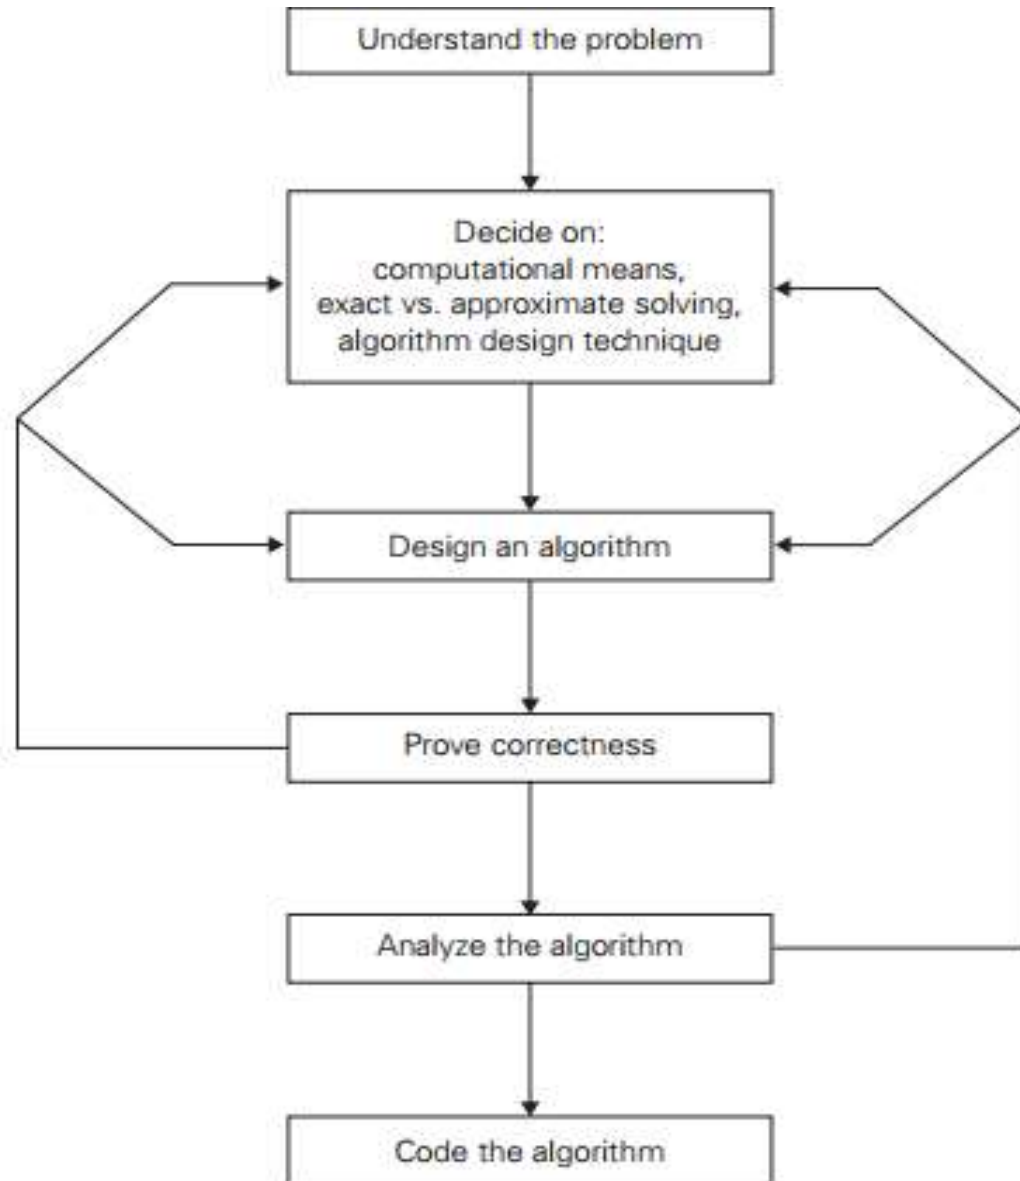 Understand the problem
Decide on:
computational means,
exact vs. approximate solving,
algorithm design technique
Design an algorithm
Prove correctness
Analyze the algorithm
Code the algorithm